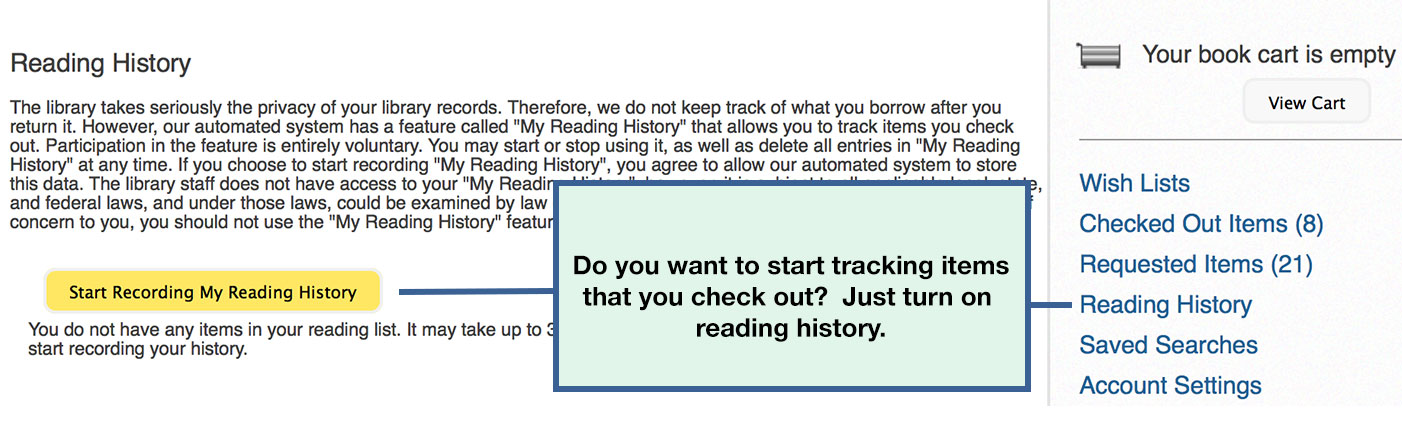 Reading History
The library takes seriously the privacy of your library records. Therefore, we do not keep track of what you borrow after you
return it. However, our automated system has a feature called "My Reading History" that allows you to track items you check
out. Participation in the feature is entirely voluntary. You may start or stop using it, as well as delete all entries in "My Reading
History" at any time. If you choose to start recording "My Reading History", you agree to allow our automated system to store
this data. The library staff does not have access to your "My Reading
and federal laws, and under those laws, could be examined by law
concern to you, you should not use the "My Reading History"
Start Recording My Reading History
You do not have any items in your reading list. It may take up to
start recording your history.
Do you want to start tracking items
that you check out? Just turn on
reading history.
Your book cart is empty
View Cart
Wish Lists
Checked Out Items (8)
Requested Items (21)
Reading History
Saved Searches
Account Settings